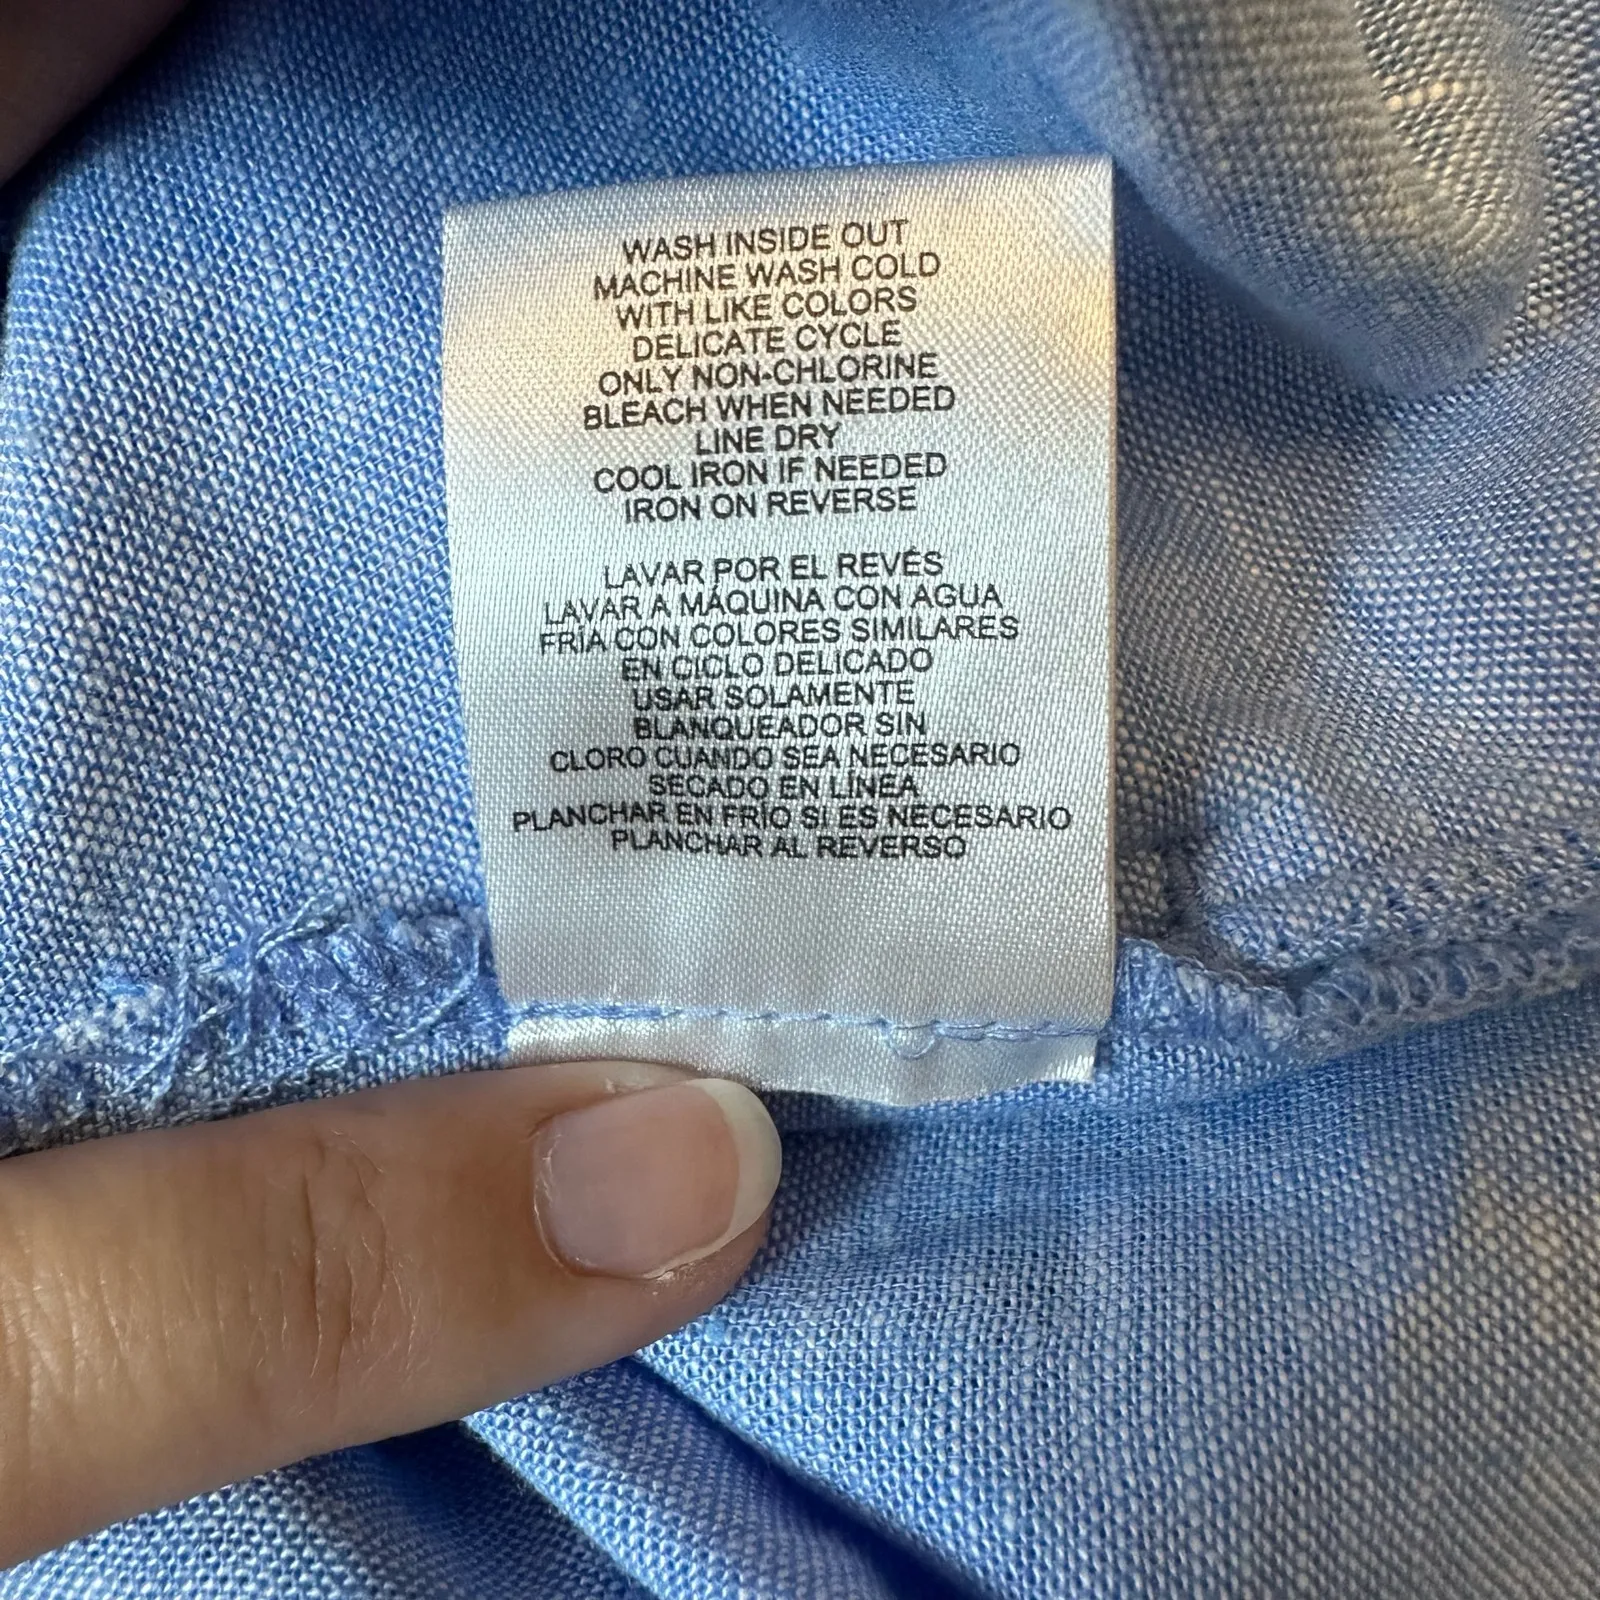 WASH INSIDE OUT
MACHINE WASH COLD
WITH LIKE COLORS
DELICATE CYCLE
ONLY NON-CHLORINE
BLEACH WHEN NEEDED
LINE DRY
COOL IRON IF NEEDED
IRON ON REVERSE
LAVAR POR EL REVÉS
LAVAR A MÁQUINA CON AGUA
FRÍA CON COLORES SIMILARES
EN CICLO DELICADO
USAR SOLAMENTE
BLANQUEADOR SIN
CLORO CUANDO SEA NECESARIO
SECADO EN LÍNEA
PLANCHAR EN FRÍO SI ES NECESARIO
PLANCHAR AL REVERSO